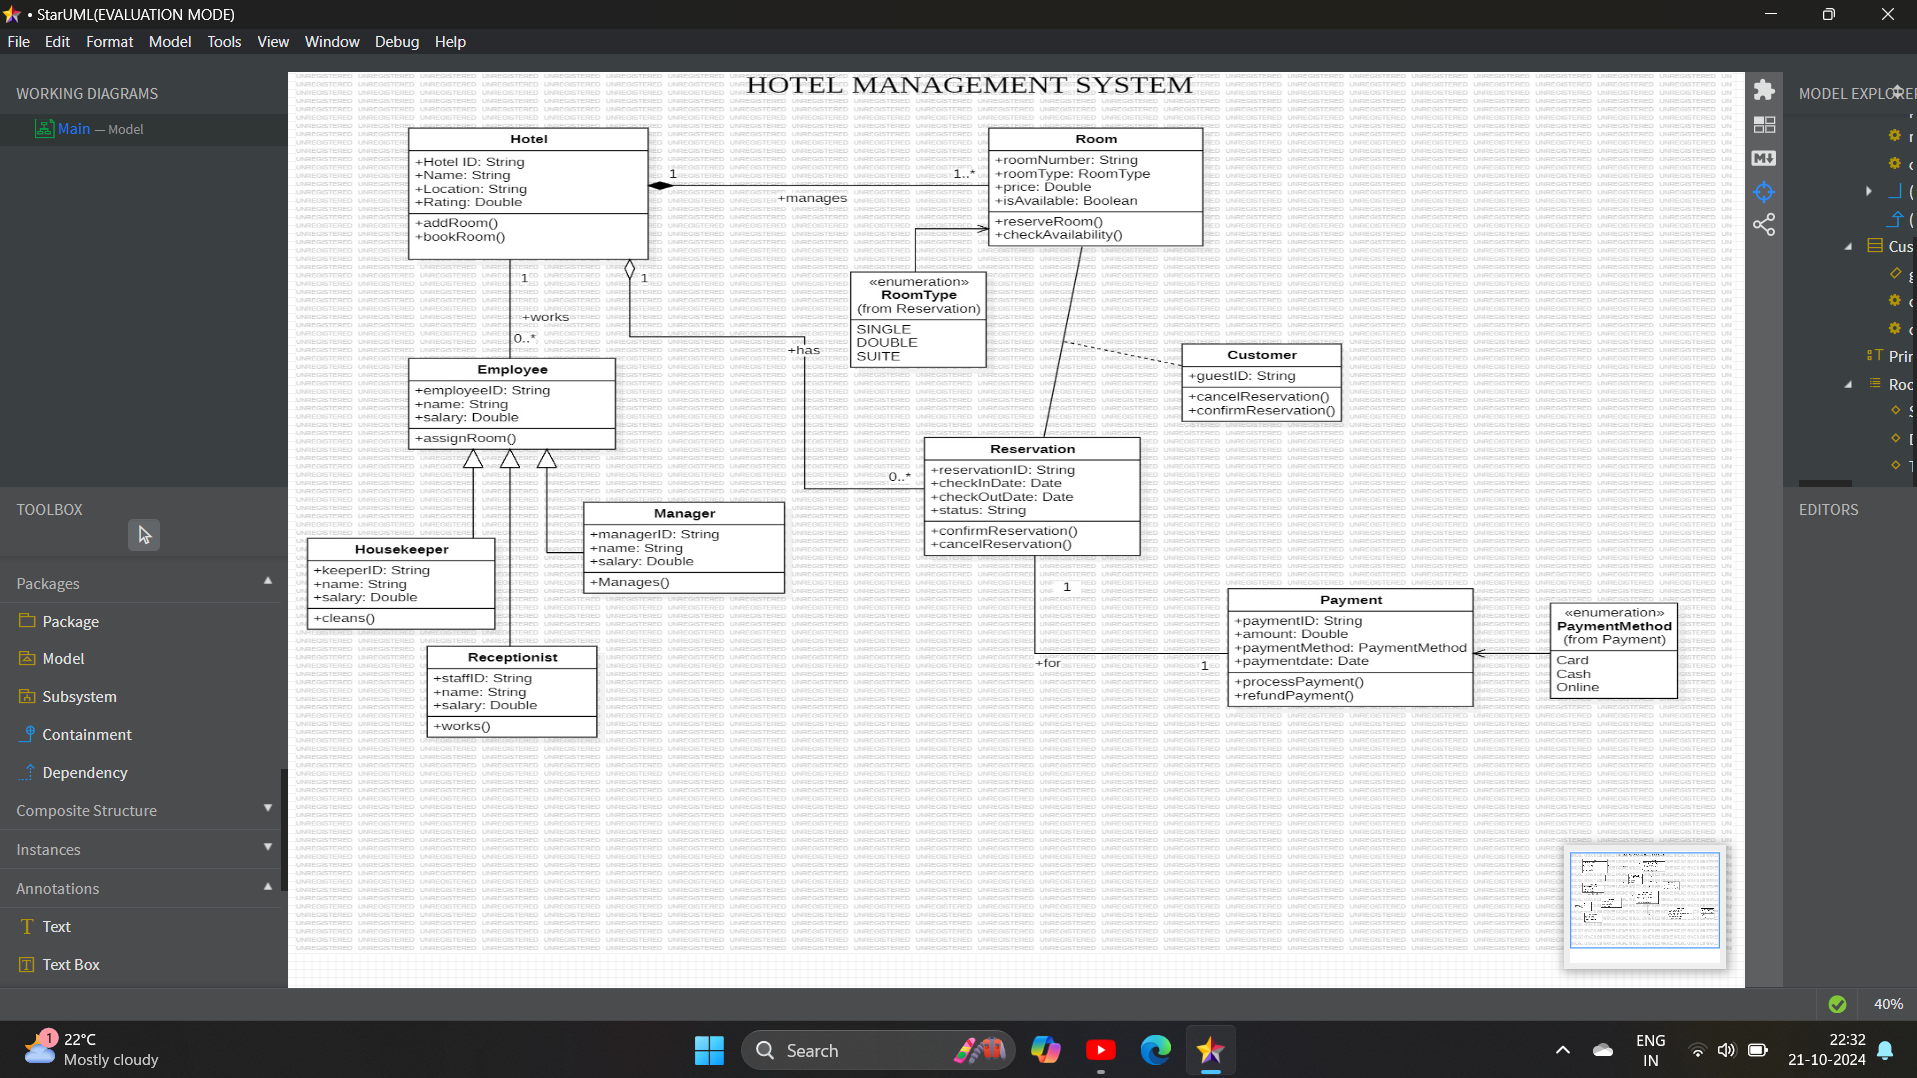 • StarUML(EVALUATION MODE)
File Edit Format Model Tools View Window Debug Help
WORKING DIAGRAMS
Main — Model
TOOLBOX
Packages
Package
Model
Subsystem
Containment
Dependency
Composite Structure
Instances
Annotations
Text
Text Box
HOTEL MANAGEMENT SYSTEM
Hotel
+Hotel ID: String
+Name: String
+Location: String
+Rating: Double
+addRoom()
+bookRoom()
1
+manages
1..*
Room
+roomNumber: String
+roomType: RoomType
+price: Double
+isAvailable: Boolean
+reserveRoom()
+checkAvailability()
1
+works
0..*
1
+has
0..*
«enumeration»
RoomType
(from Reservation)
SINGLE
DOUBLE
SUITE
Customer
+guestID: String
+cancelReservation()
+confirmReservation()
Employee
+employeeID: String
+name: String
+salary: Double
+assignRoom()
Reservation
+reservationID: String
+checkInDate: Date
+checkOutDate: Date
+status: String
+confirmReservation()
+cancelReservation()
Manager
+managerID: String
+name: String
+salary: Double
+Manages()
Housekeeper
+keeperID: String
+name: String
+salary: Double
+cleans()
Receptionist
+staffID: String
+name: String
+salary: Double
+works()
1
+for
1
Payment
+paymentID: String
+amount: Double
+paymentMethod: PaymentMethod
+paymentdate: Date
+processPayment()
+refundPayment()
«enumeration»
PaymentMethod
(from Payment)
Card
Cash
Online
MODEL EXPLORER
Cus
Prin
Roo
EDITORS
40%
1
22°C
Mostly cloudy
Search
ENG
IN
22:32
21-10-2024